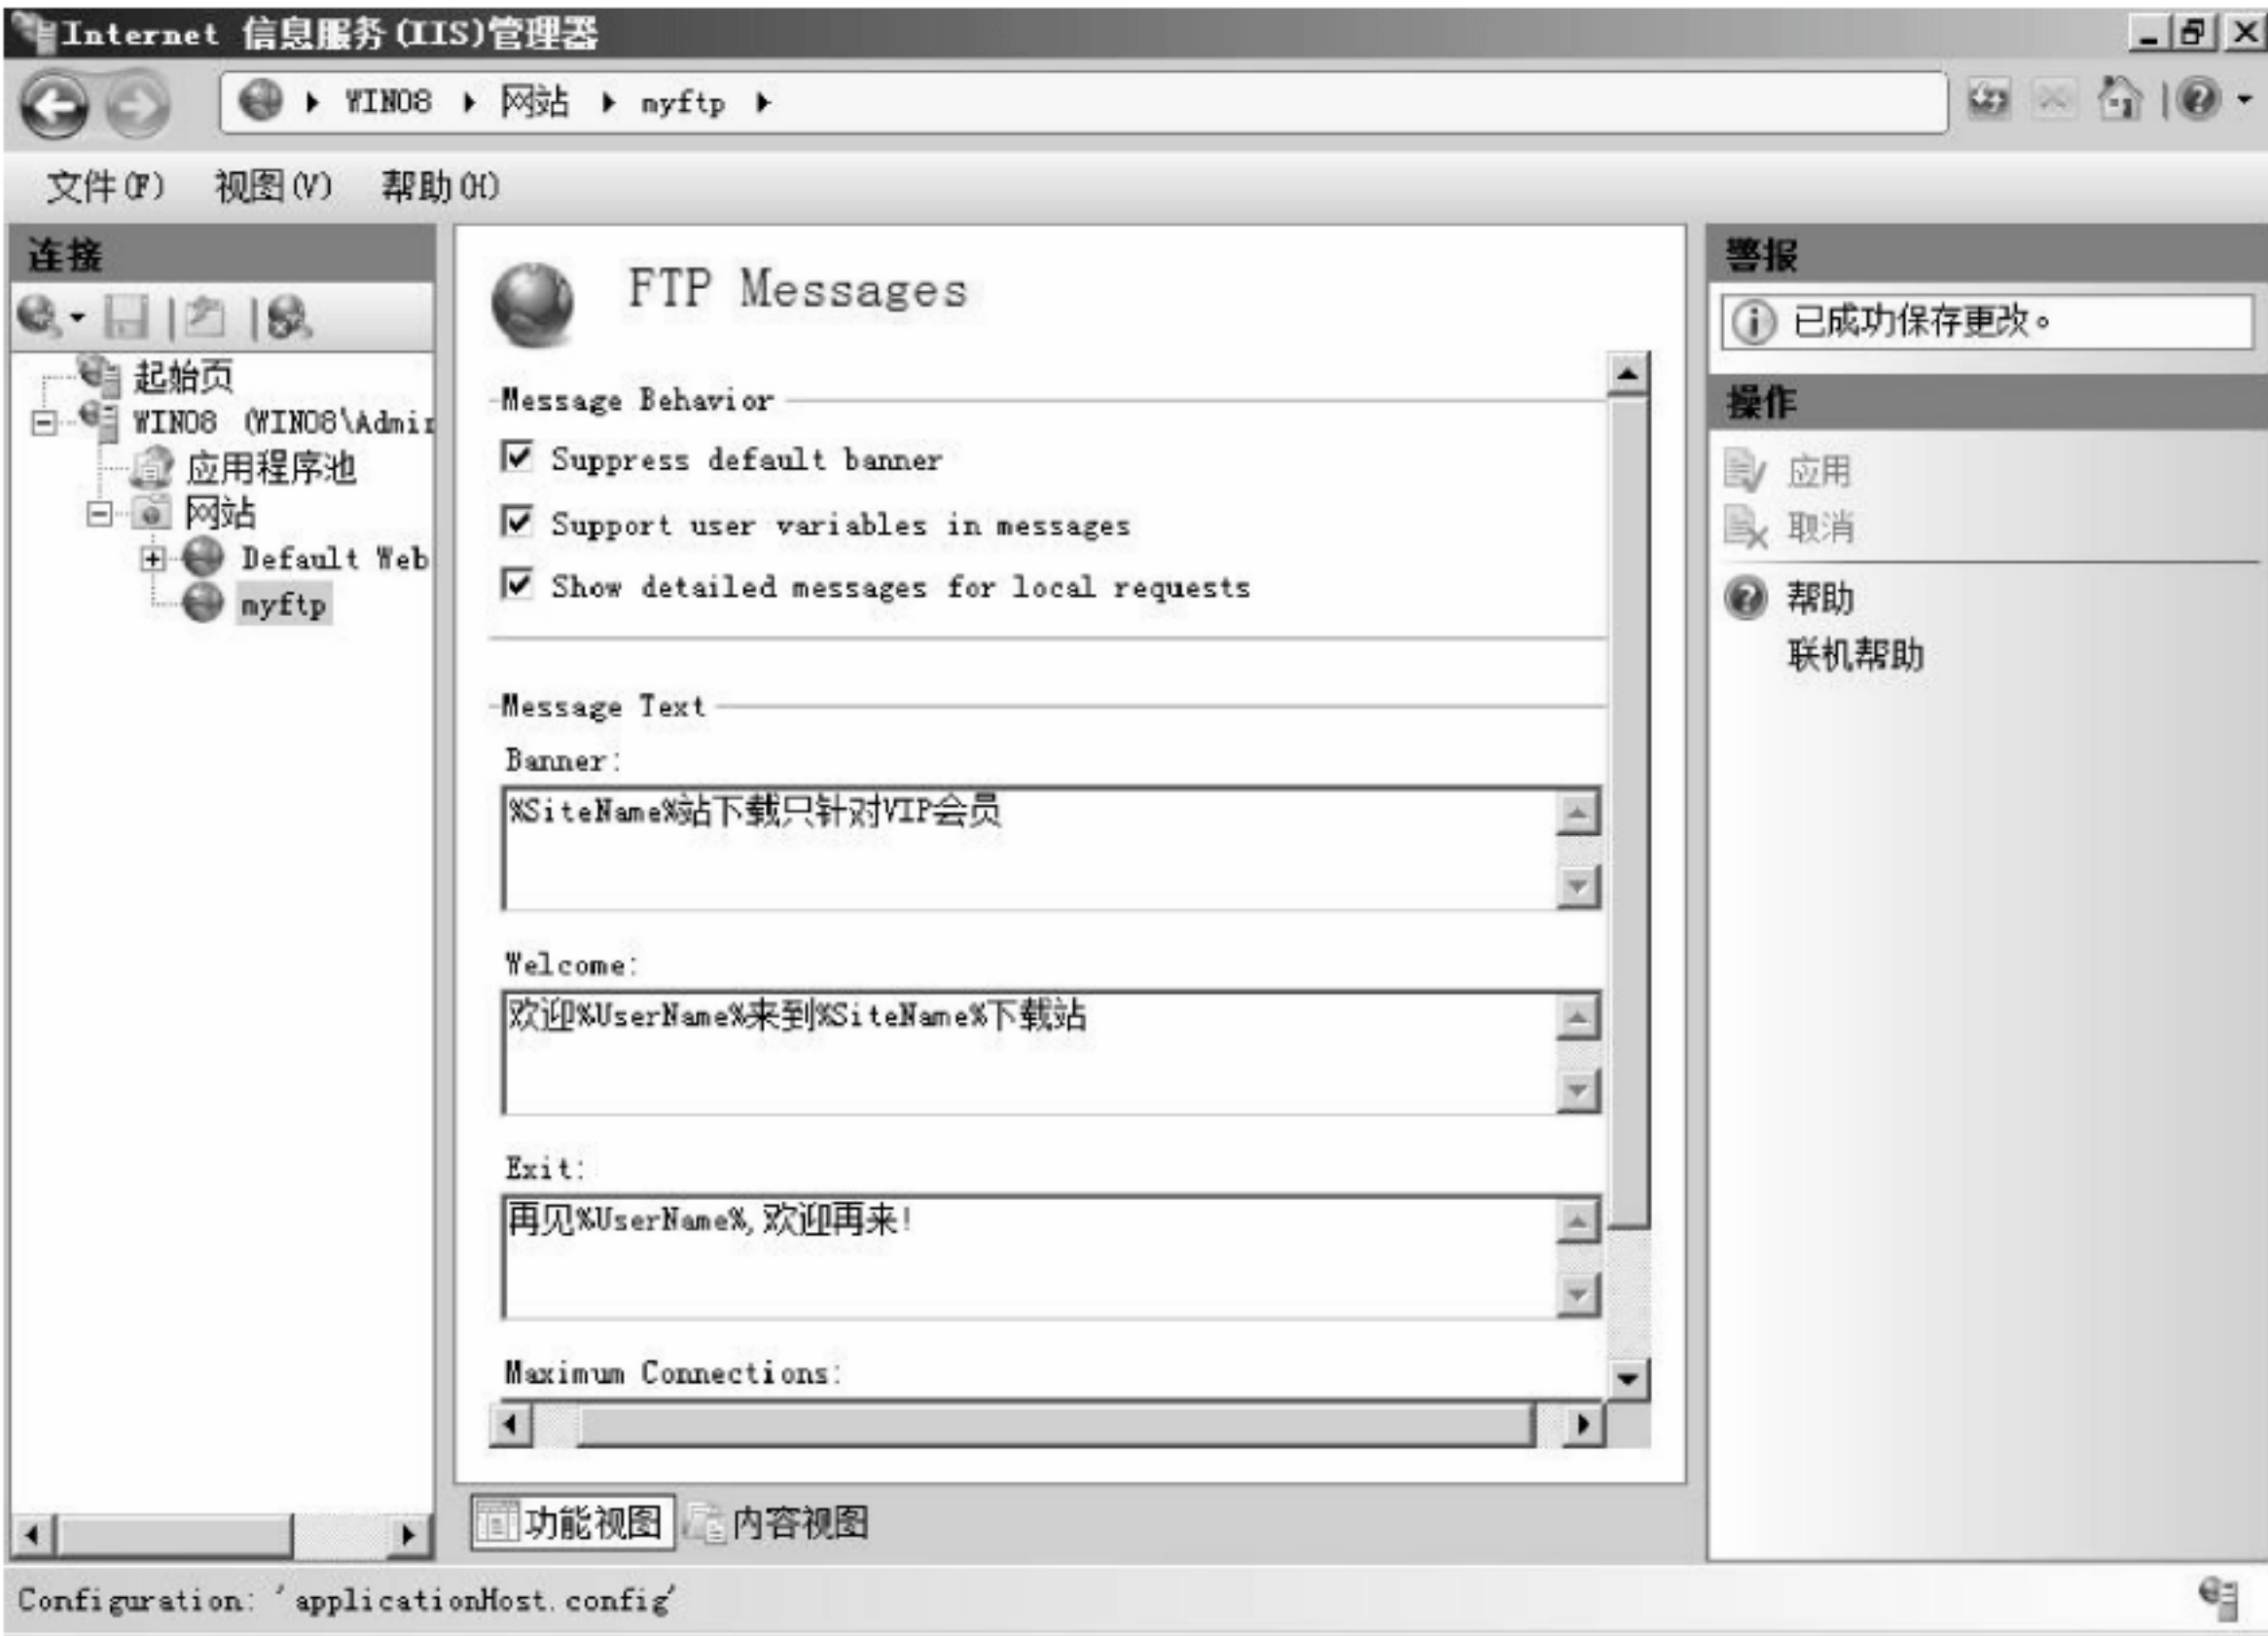 Internet 信息服务(IIS)管理器
WIN08 网站 myftp
文件(F) 视图(V) 帮助(H)
连接
起始页
WIN08 (WIN08\Admir
应用程序池
网站
Default Web
myftp
FTP Messages
Message Behavior
Suppress default banner
Support user variables in messages
Show detailed messages for local requests
Message Text
Banner:
%SiteName%站下载只针对VIP会员
Welcome:
欢迎%UserName%来到%SiteName%下载站
Exit:
再见%UserName%,欢迎再来!
Maximum Connections:
功能视图 内容视图
警报
已成功保存更改。
操作
应用
取消
帮助
联机帮助
Configuration: 'applicationHost.config'